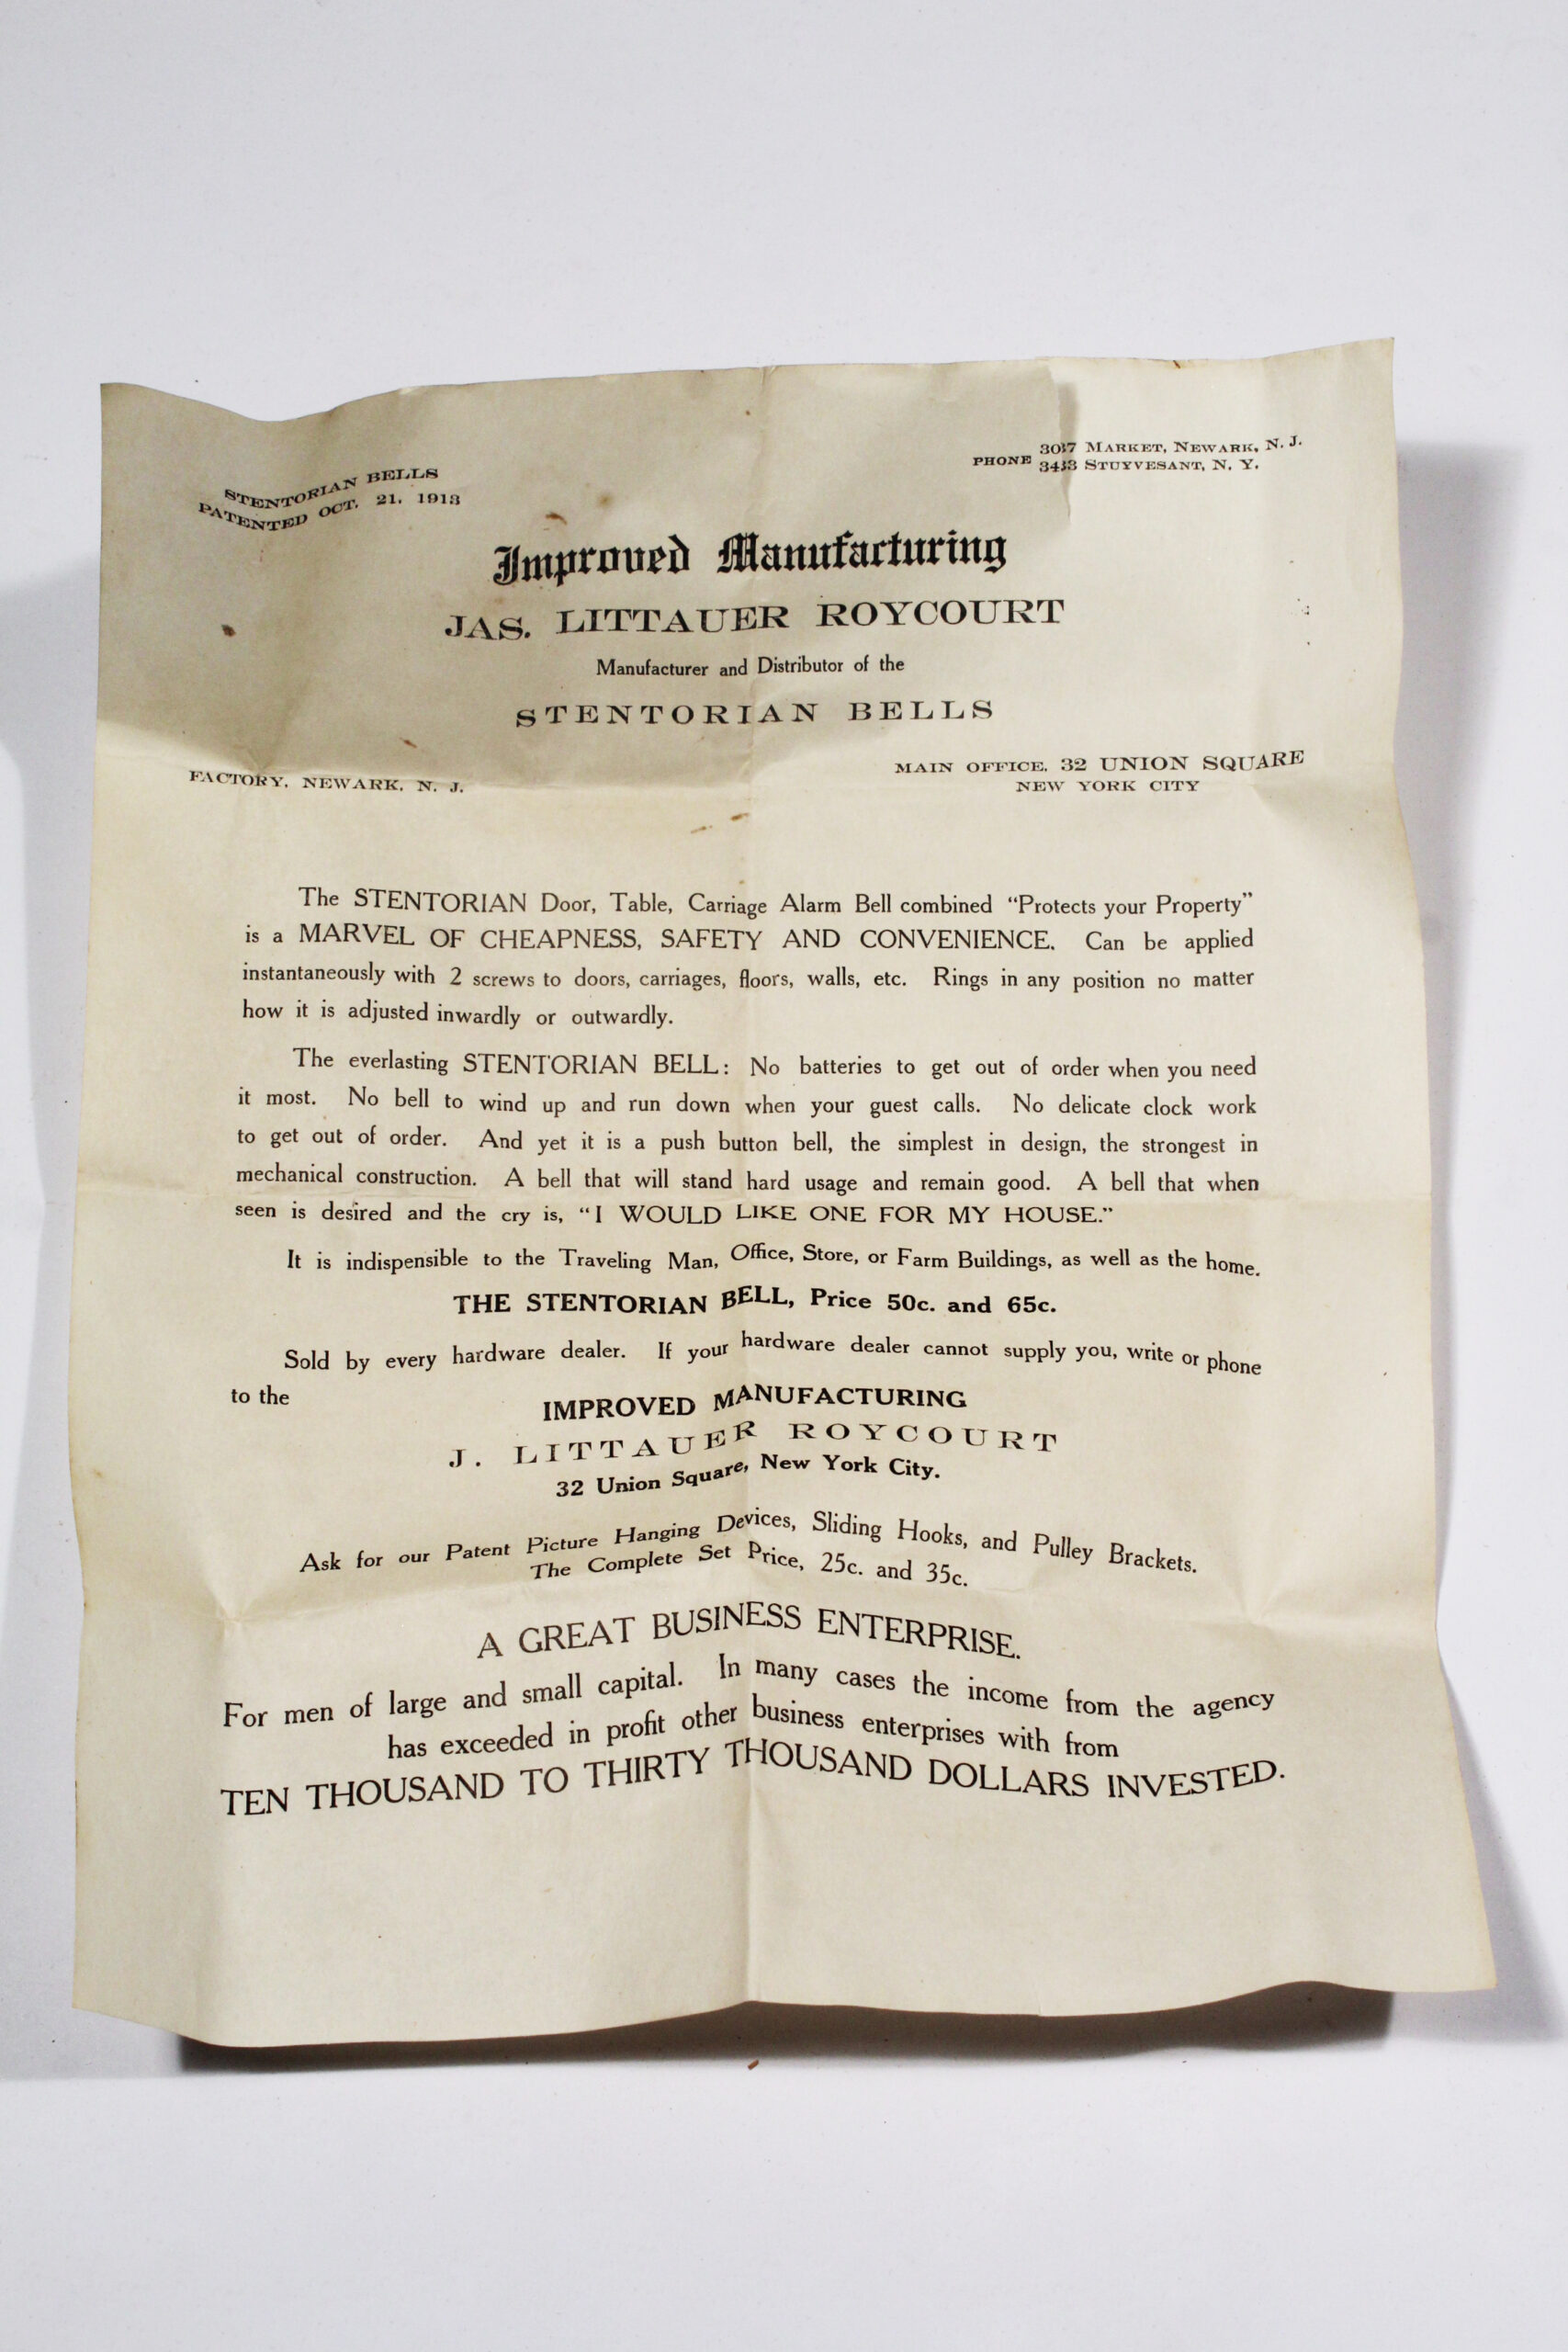 STENTORIAN BELLS
PATENTED OCT. 21. 1913
PHONE
MARKET, NEWARK, N. J.
STUYVESANT, N. Y.
Improved Manufacturing
JAS. LITTAUER ROYCOURT
Manufacturer and Distributor of the
STENTORIAN BELLS
FACTORY, NEWARK, N. J.
MAIN OFFICE, 32 UNION SQUARE
NEW YORK CITY
The STENTORIAN Door, Table, Carriage Alarm Bell combined “Protects your Property”
is a MARVEL OF CHEAPNESS, SAFETY AND CONVENIENCE. Can be applied
instantaneously with 2 screws to doors, carriages, floors, walls, etc. Rings in any position no matter
how it is adjusted inwardly or outwardly.
The everlasting STENTORIAN BELL: No batteries to get out of order when you need
it most. No bell to wind up and run down when your guest calls. No delicate clock work
to get out of order. And yet it is a push button bell, the simplest in design, the strongest in
mechanical construction. A bell that will stand hard usage and remain good. A bell that when
seen is desired and the cry is, “I WOULD LIKE ONE FOR MY HOUSE.”
It is indispensible to the Traveling Man, Office, Store, or Farm Buildings, as well as the home.
THE STENTORIAN BELL, Price 50c. and 65c.
Sold by every hardware dealer. If your hardware dealer cannot supply you, write or phone
to the
IMPROVED MANUFACTURING
J. LITTAUER ROYCOURT
32 Union Square, New York City.
Ask for our Patent Picture Hanging Devices, Sliding Hooks, and Pulley Brackets.
The Complete Set Price, 25c. and 35c.
A GREAT BUSINESS ENTERPRISE.
For men of large and small capital. In many cases the income from the agency
has exceeded in profit other business enterprises with from
TEN THOUSAND TO THIRTY THOUSAND DOLLARS INVESTED.